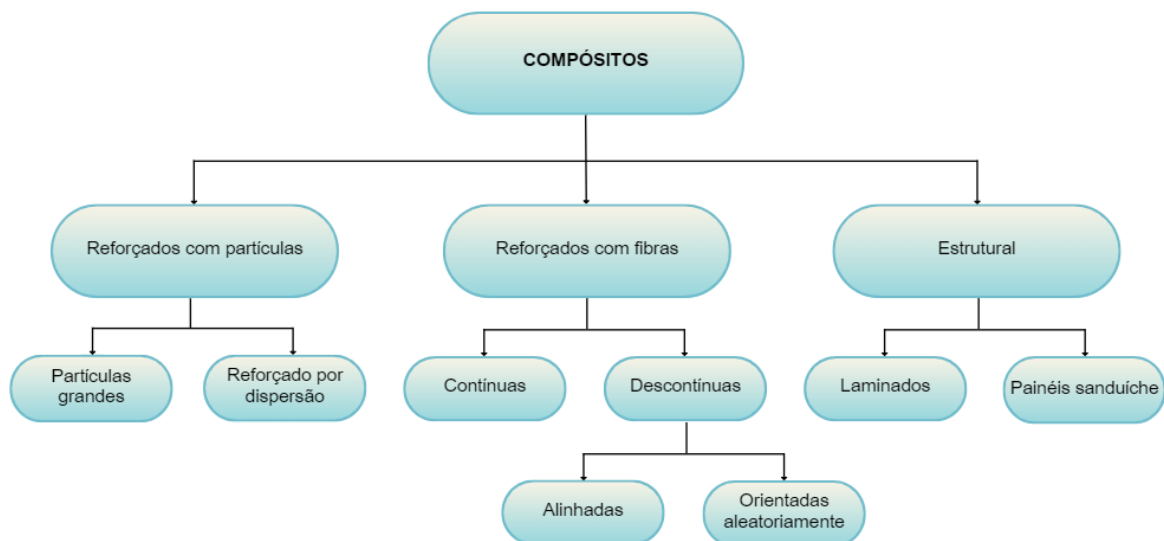 COMPÓSITOS
Reforçados com partículas
Reforçados com fibras
Estrutural
Partículas
grandes
Reforçado por
dispersão
Contínuas
Descontínuas
Laminados
Painéis sanduíche
Alinhadas
Orientadas
aleatoriamente